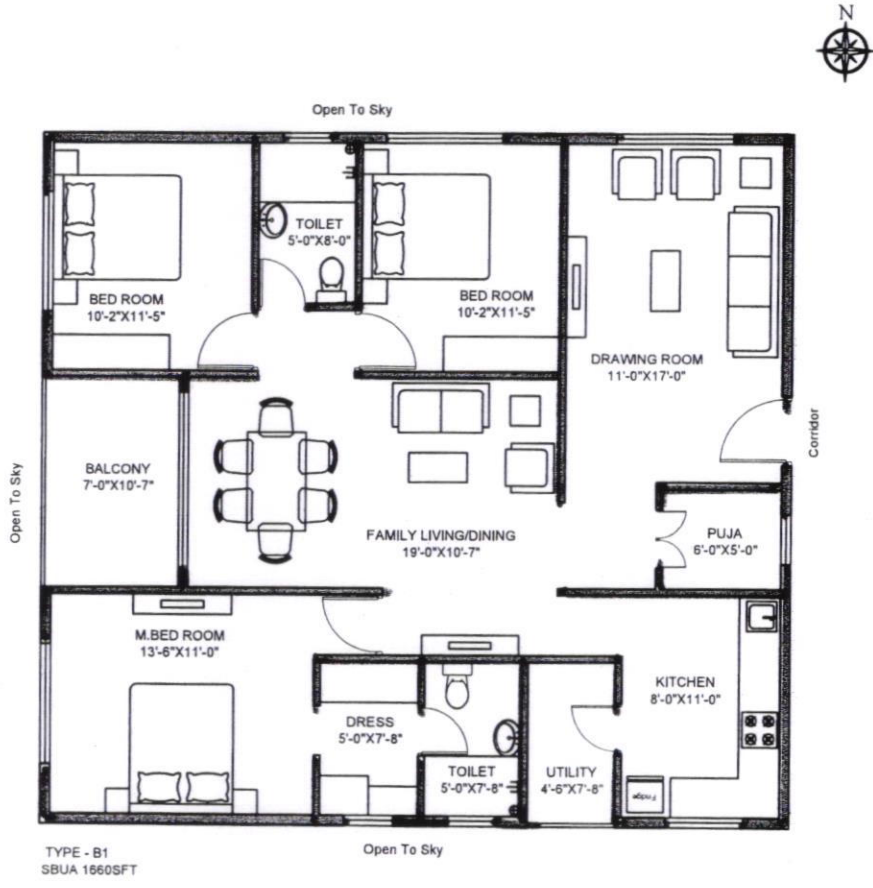 N
Open To Sky
TOILET
5'-0"X8'-0"
BED ROOM
10'-2"X11'-5"
BED ROOM
10'-2"X11'-5"
DRAWING ROOM
11'-0"X17'-0"
Corridor
Open To Sky
BALCONY
7'-0"X10'-7"
FAMILY LIVING/DINING
19'-0"X10'-7"
PUJA
6'-0"X5'-0"
M.BED ROOM
13'-6"X11'-0"
KITCHEN
8'-0"X11'-0"
DRESS
5'-0"X7'-8"
TOILET
5'-0"X7'-8"
UTILITY
4'-6"X7'-8"
Fridge
Open To Sky
TYPE - B1
SBUA 1660SFT